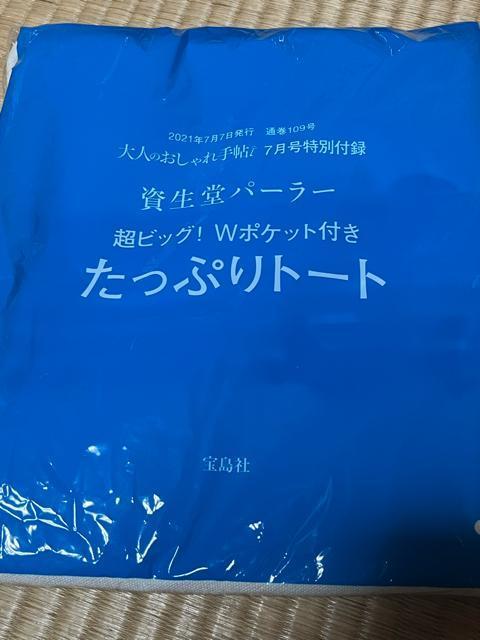 2021年7月7日発行　通巻109号
大人のおしゃれ手帖 7月号特別付録
資生堂パーラー
超ビッグ! Wポケット付き
たっぷりトート
宝島社